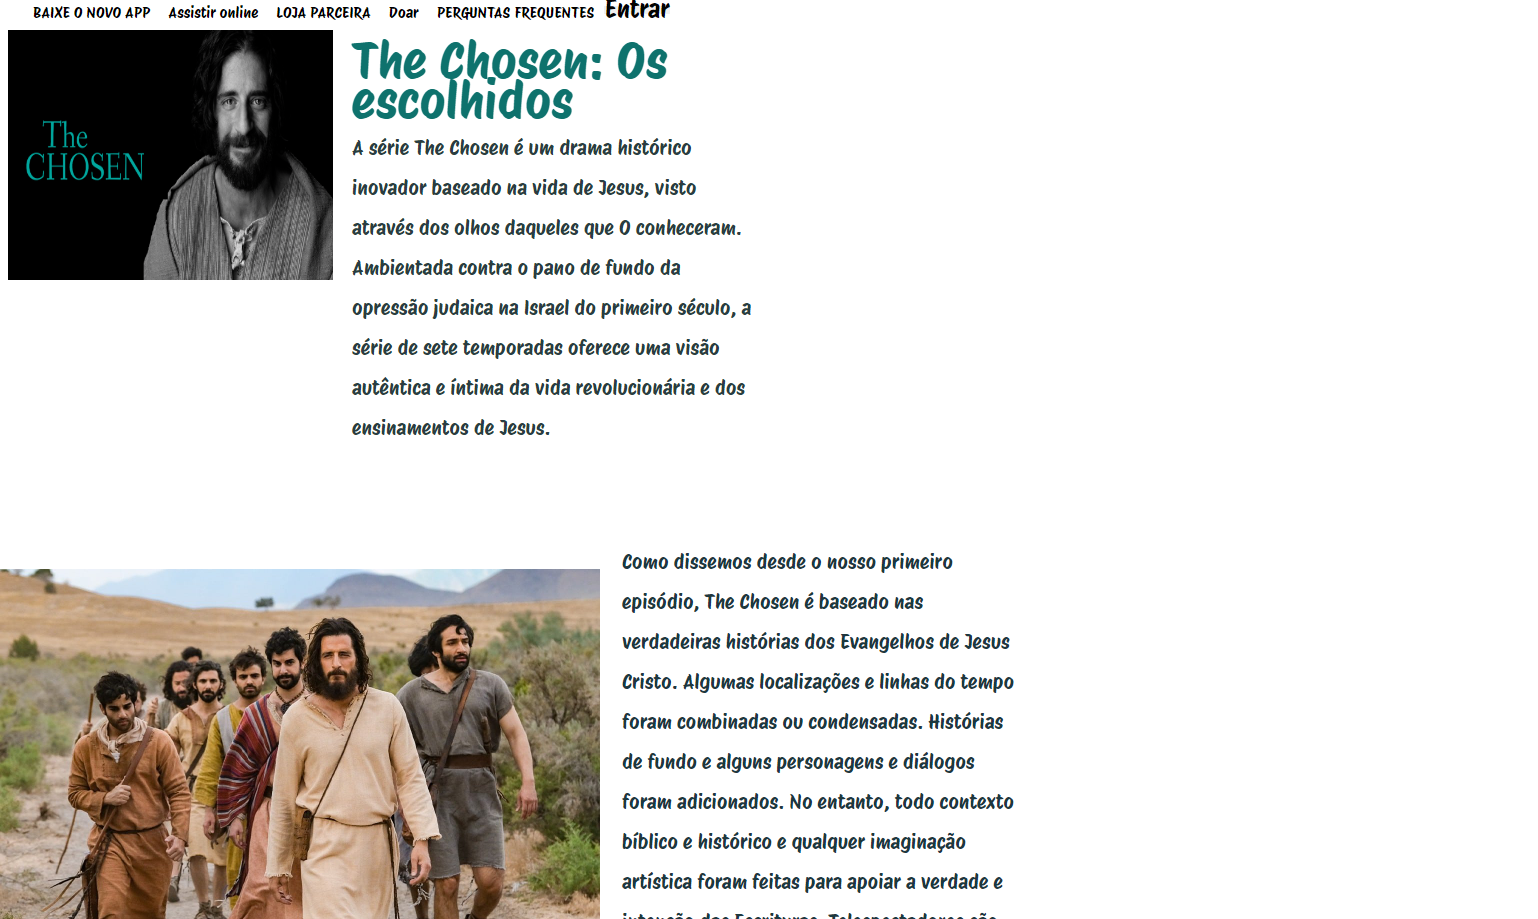 BAIXE O NOVO APP Assistir online LOJA PARCEIRA Doar PERGUNTAS FREQUENTES Entrar
The
CHOSEN
The Chosen: Os
escolhidos
A série The Chosen é um drama histórico
inovador baseado na vida de Jesus, visto
através dos olhos daqueles que O conheceram.
Ambientada contra o pano de fundo da
opressão judaica na Israel do primeiro século, a
série de sete temporadas oferece uma visão
autêntica e íntima da vida revolucionária e dos
ensinamentos de Jesus.
Como dissemos desde o nosso primeiro
episódio, The Chosen é baseado nas
verdadeiras histórias dos Evangelhos de Jesus
Cristo. Algumas localizações e linhas do tempo
foram combinadas ou condensadas. Histórias
de fundo e alguns personagens e diálogos
foram adicionados. No entanto, todo contexto
bíblico e histórico e qualquer imaginação
artística foram feitas para apoiar a verdade e
intenção das Escrituras. Telespectadores são